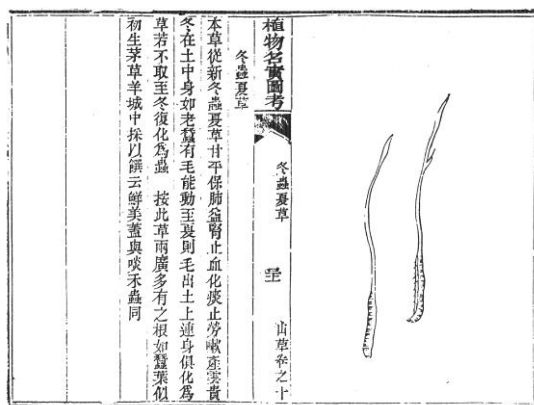 植物名實圖考
冬蟲夏草
山草卷之十
冬蟲夏草
本草從新冬蟲夏草甘平保肺益腎止血化痰止勞嗽產雲貴
冬在土中身如老蠶有毛能動至夏則毛出土上連身俱化爲
草若不取至冬復化爲蟲　按此草兩廣多有之根如蠶葉似
初生茅草羊城中採以饌云鮮美蓋與啖禾蟲同